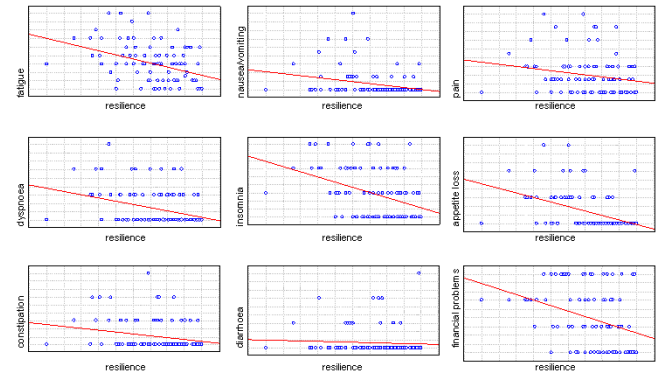 fatigue
resilience
nausea/vomiting
resilience
pain
resilience
dyspnoea
resilience
insomnia
resilience
appetite loss
resilience
constipation
resilience
diarrhoea
resilience
financial problems
resilience